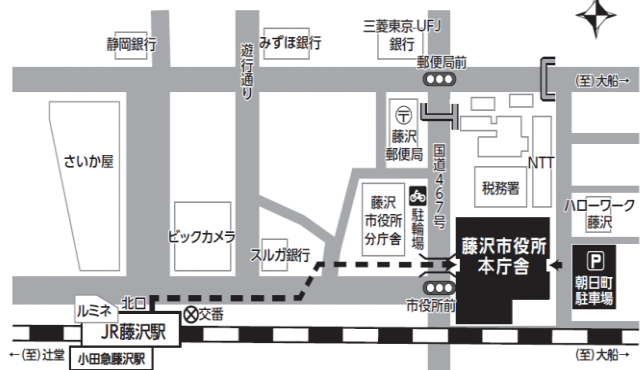 静岡銀行
遊行通り
みずほ銀行
三菱東京UFJ
銀行
郵便局前
(至)大船→
さいか屋
〒
藤沢
郵便局
国道467号
NTT
税務署
ハローワーク
藤沢
ビックカメラ
スルガ銀行
藤沢
市役所
分庁舎
駐輪場
藤沢市役所
本庁舎
P
朝日町
駐車場
市役所前
ルミネ
北口
交番
JR藤沢駅
←(至)辻堂
小田急藤沢駅
(至)大船→